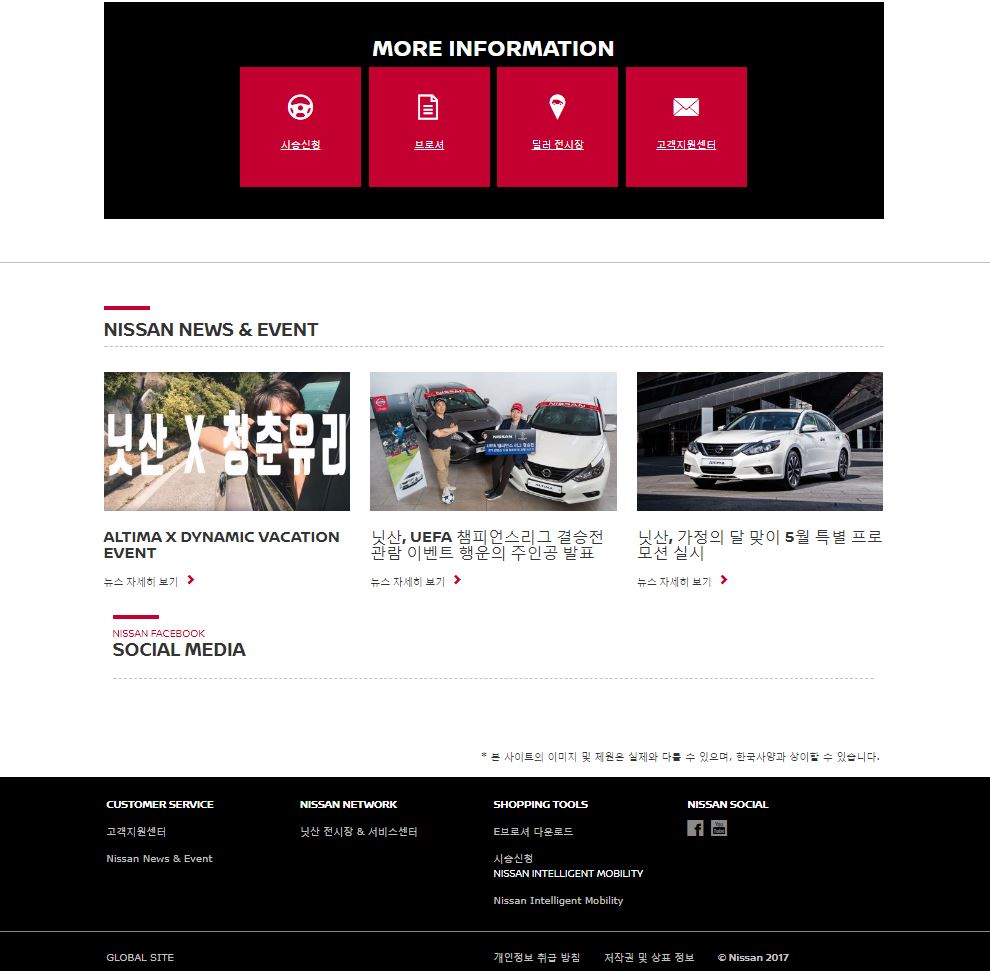 MORE INFORMATION
시승신청
브로셔
딜러 전시장
고객지원센터
NISSAN NEWS & EVENT
닛산 X 청춘유리
NISSAN
NISSAN
ALTIMA
ALTIMA X DYNAMIC VACATION
EVENT
뉴스 자세히 보기
닛산, UEFA 챔피언스리그 결승전
관람 이벤트 행운의 주인공 발표
뉴스 자세히 보기
닛산, 가정의 달 맞이 5월 특별 프로
모션 실시
뉴스 자세히 보기
NISSAN FACEBOOK
SOCIAL MEDIA
* 본 사이트의 이미지 및 제원은 실제와 다를 수 있으며, 한국사양과 상이할 수 있습니다.
CUSTOMER SERVICE
고객지원센터
Nissan News & Event
NISSAN NETWORK
닛산 전시장 & 서비스센터
SHOPPING TOOLS
E브로셔 다운로드
시승신청
NISSAN INTELLIGENT MOBILITY
Nissan Intelligent Mobility
NISSAN SOCIAL
You
Tube
GLOBAL SITE
개인정보 취급 방침
저작권 및 상표 정보
© Nissan 2017